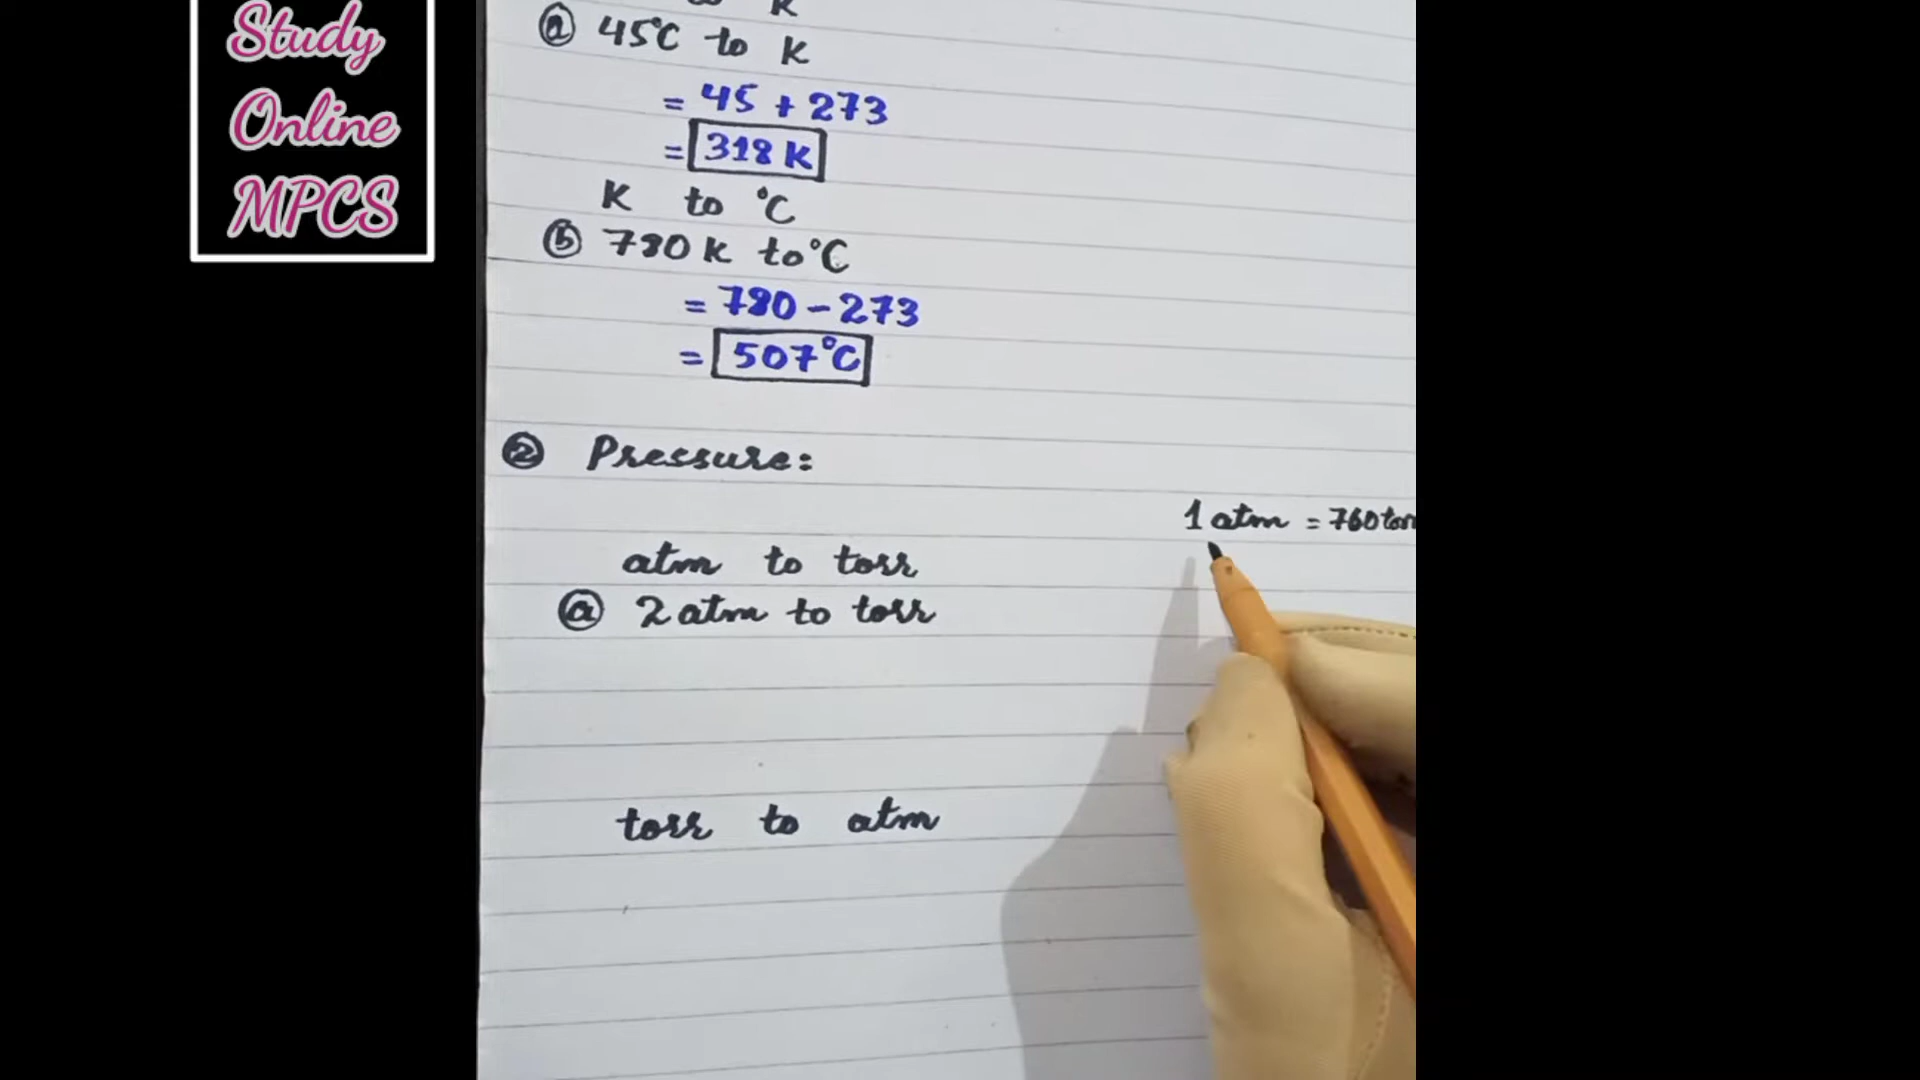 Study
Online
MPCS
K
ⓐ 45°C to K
= 45 + 273
= 318 K
K to °C
ⓑ 780 K to °C
= 780 - 273
= 507°C
② Pressure:
1 atm = 760 torr
atm to torr
ⓐ 2 atm to torr
torr to atm